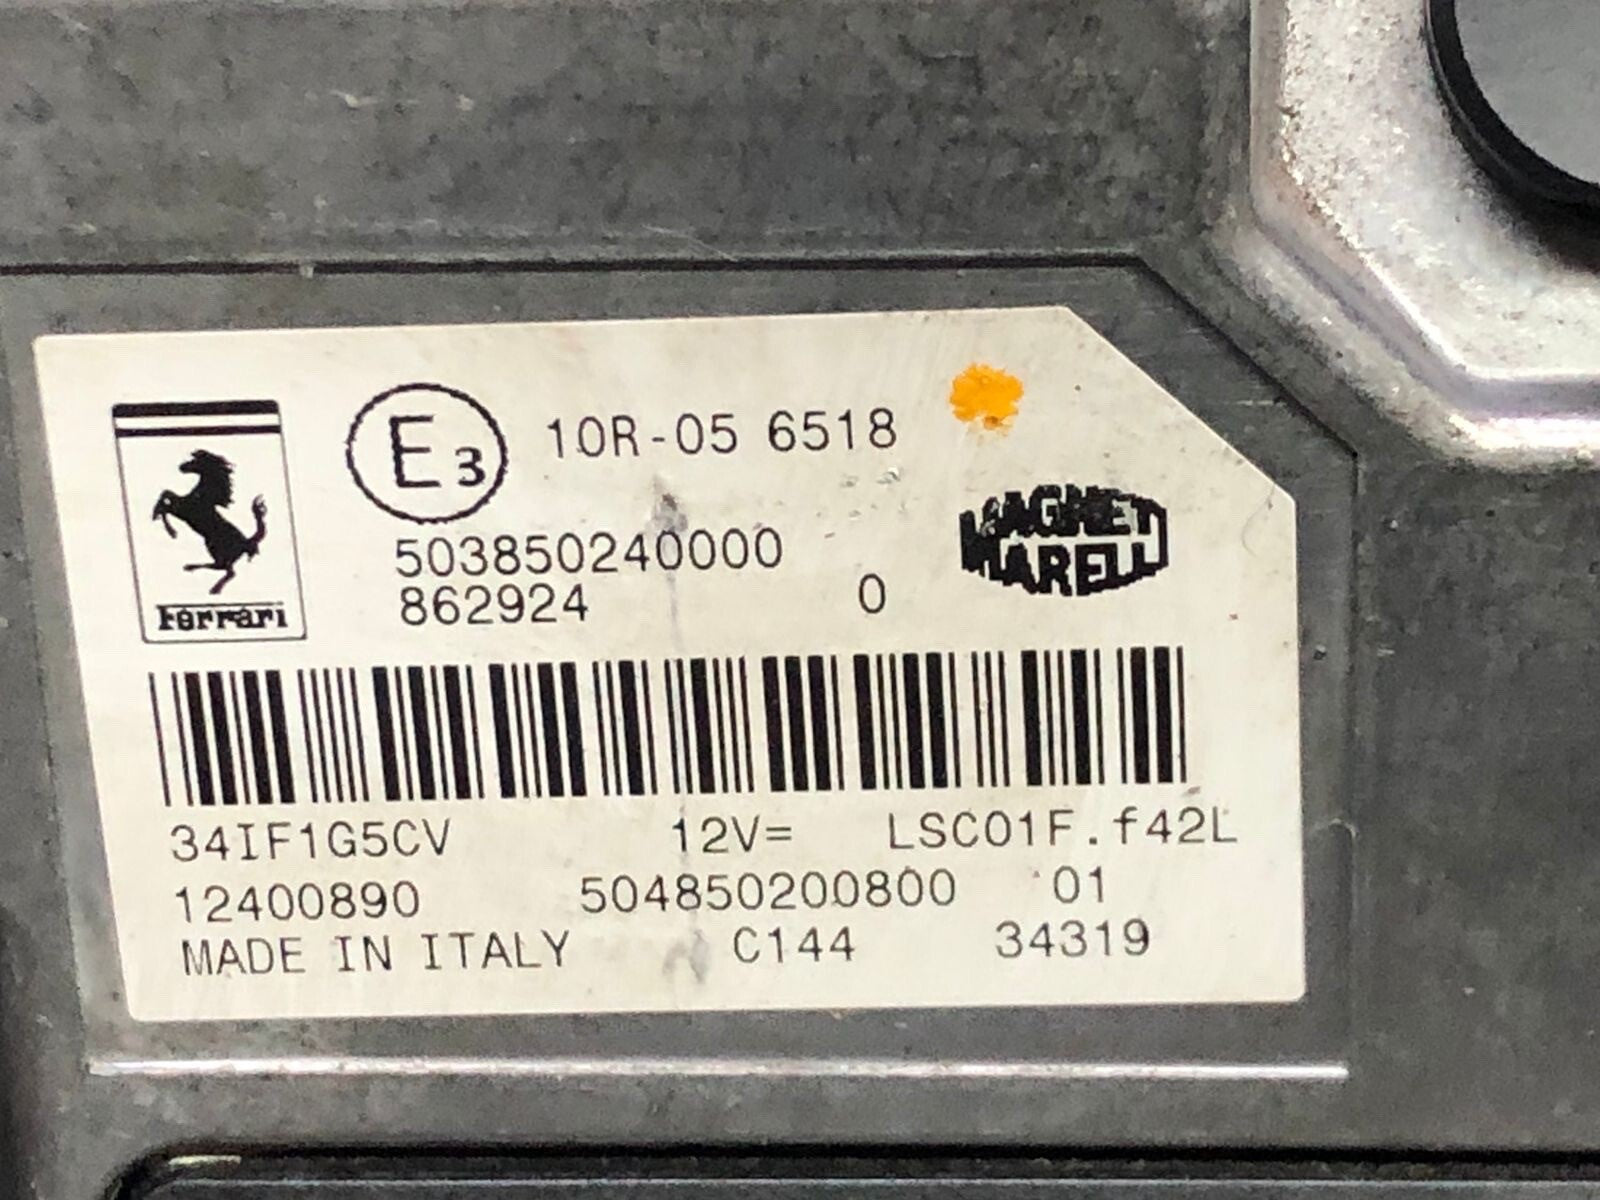 Ferrari
E3 10R-05 6518
MAGNETI
MARELLI
503850240000
862924 0
34IF1G5CV 12V= LSC01F.f42L
12400890 504850200800 01
MADE IN ITALY C144 34319